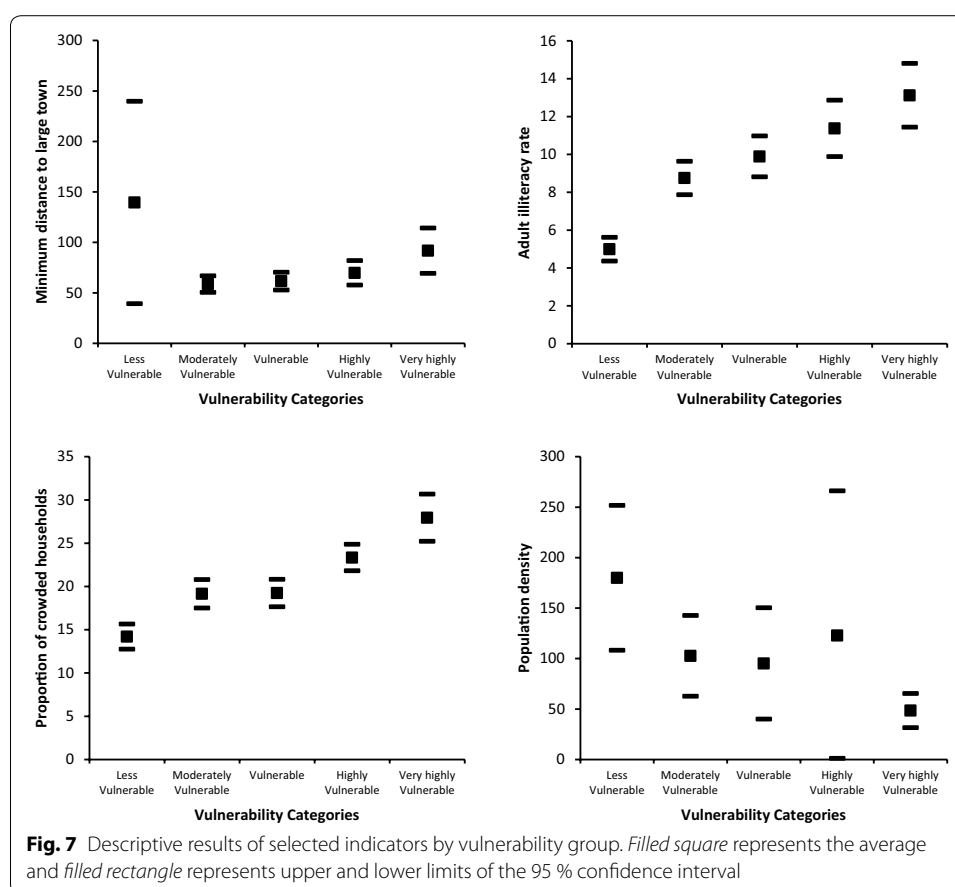 300
250
200
150
100
50
0
Minimum distance to large town
Less Vulnerable
Moderately Vulnerable
Vulnerable
Highly Vulnerable
Very highly Vulnerable
Vulnerability Categories
16
14
12
10
8
6
4
2
0
Adult illiteracy rate
Less Vulnerable
Moderately Vulnerable
Vulnerable
Highly Vulnerable
Very highly Vulnerable
Vulnerability Categories
35
30
25
20
15
10
5
0
Proportion of crowded households
Less Vulnerable
Moderately Vulnerable
Vulnerable
Highly Vulnerable
Very highly Vulnerable
Vulnerability Categories
300
250
200
150
100
50
0
Population density
Less Vulnerable
Moderately Vulnerable
Vulnerable
Highly Vulnerable
Very highly Vulnerable
Vulnerability Categories
Fig. 7 Descriptive results of selected indicators by vulnerability group. Filled square represents the average
and filled rectangle represents upper and lower limits of the 95 % confidence interval